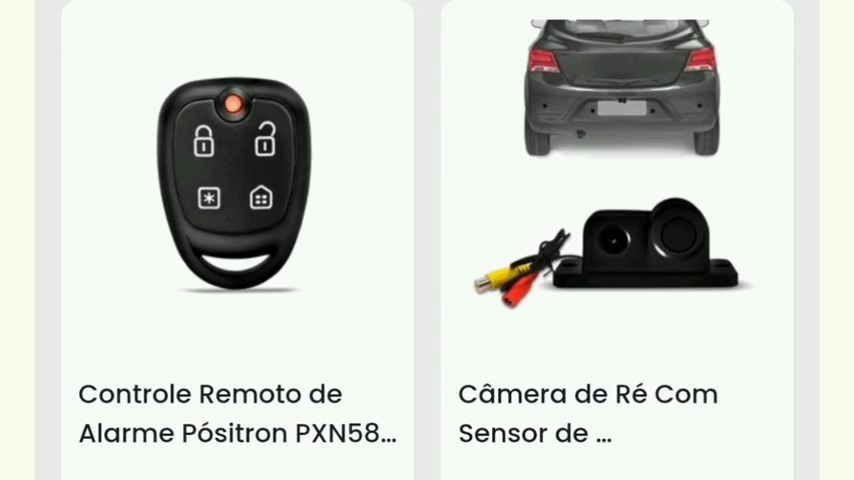 Controle Remoto de
Alarme Pósitron PXN58...
Câmera de Ré Com
Sensor de ...